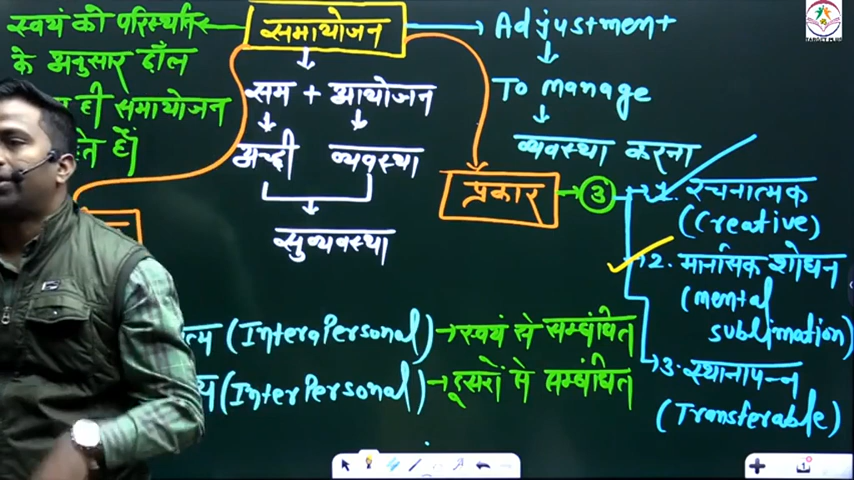 स्वयं को परिस्थिति
के अनुसार ढाँल
ही समायोजन
हैं।
समायोजन
Adjustment
सम + आयोजन
To manage
अच्छी व्यवस्था
व्यवस्था करना
सुव्यवस्था
प्रकार
3
1. रचनात्मक
(Creative)
2. मानसिक शोधन
(mental
sublimation)
3. स्थानापन्न
(Transferable)
(IntraPersonal) स्वयं से सम्बंधित
(InterPersonal) दूसरों से सम्बंधित